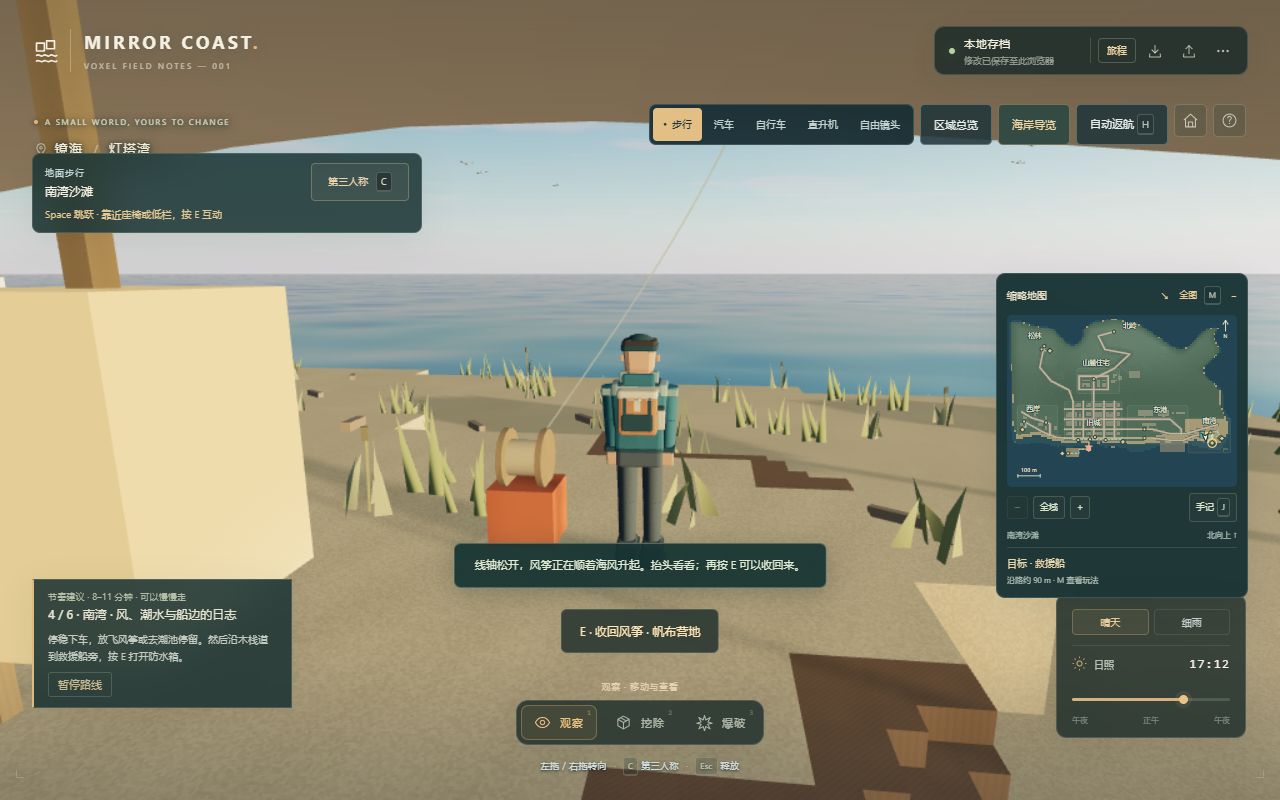 MIRROR COAST.
VOXEL FIELD NOTES — 001
本地存档
修改已保存至此浏览器
旅程
A SMALL WORLD, YOURS TO CHANGE
镜海 / 灯塔湾
步行
汽车
自行车
直升机
自由镜头
区域总览
海岸导览
自动返航 H
地面步行
南湾沙滩
第三人称 C
Space 跳跃 · 靠近座椅或低栏，按 E 互动
缩略地图
全图 M
松林
北岭
N
山麓住宅
西岸
东港
旧城
南湾
100 m
− 全域 +
手记 J
南湾沙滩
北向上 ↑
目标 · 救援船
沿路约 90 m · M 查看玩法
线轴松开，风筝正在顺着海风升起。抬头看看；再按 E 可以收回来。
E · 收回风筝 · 帆布营地
节奏建议 · 8–11 分钟 · 可以慢慢走
4 / 6 · 南湾 · 风、潮水与船边的日志
停稳下车，放飞风筝或去潮池停留。然后沿木栈道
到救援船旁，按 E 打开防水箱。
暂停路线
晴天
细雨
日照
17:12
午夜
正午
午夜
观察 · 移动与查看
观察 1
挖除 2
爆破 3
左拖 / 右拖转向 C 第三人称 · Esc 释放